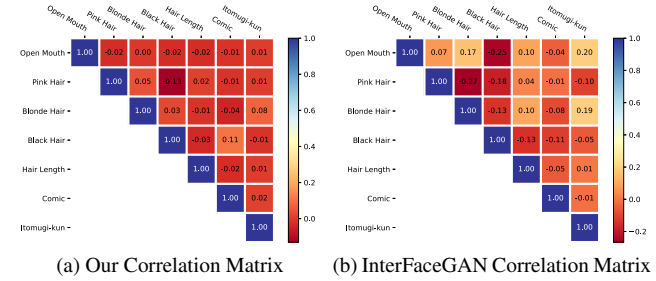 Open Mouth Pink Hair Blonde Hair Black Hair Hair Length Comic Itomugi-kun
Open Mouth 1.00 -0.02 0.00 -0.02 -0.02 -0.01 0.01
Pink Hair 1.00 0.05 -0.13 0.02 -0.01 0.01
Blonde Hair 1.00 0.03 -0.01 -0.04 0.08
Black Hair 1.00 -0.03 0.11 -0.01
Hair Length 1.00 -0.02 0.01
Comic 1.00 0.02
Itomugi-kun 1.00
1.0
0.8
0.6
0.4
0.2
0.0
(a) Our Correlation Matrix
Open Mouth Pink Hair Blonde Hair Black Hair Hair Length Comic Itomugi-kun
Open Mouth 1.00 0.07 0.17 -0.25 0.10 -0.04 0.20
Pink Hair 1.00 -0.27 -0.18 0.04 -0.01 -0.10
Blonde Hair 1.00 -0.13 0.10 -0.08 0.19
Black Hair 1.00 -0.13 -0.11 -0.05
Hair Length 1.00 -0.05 0.01
Comic 1.00 -0.01
Itomugi-kun 1.00
1.0
0.8
0.6
0.4
0.2
0.0
-0.2
(b) InterFaceGAN Correlation Matrix